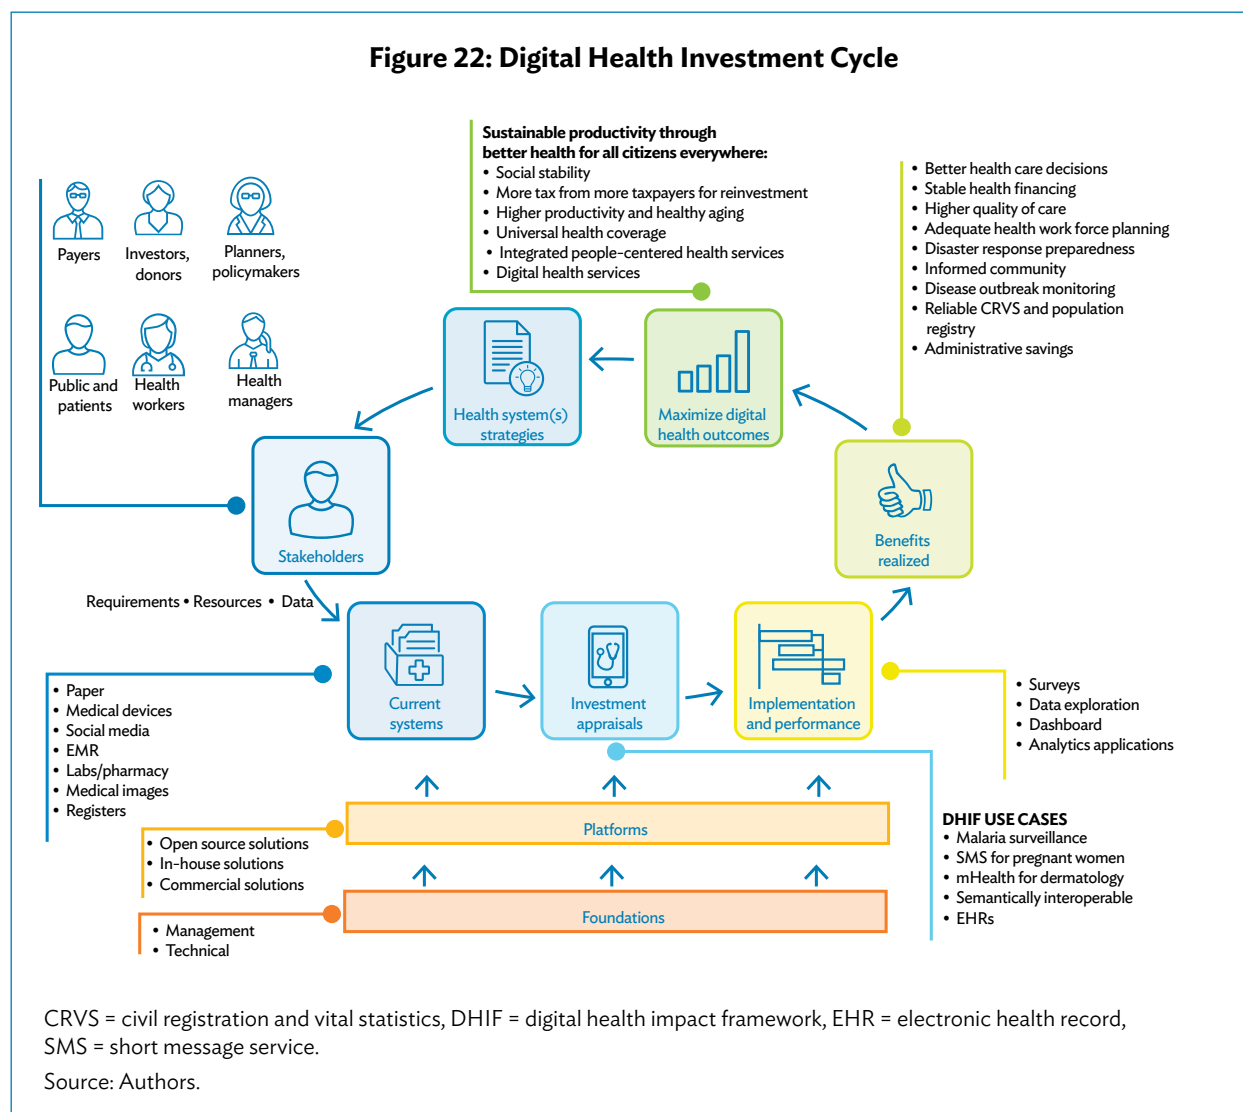 Figure 22: Digital Health Investment Cycle
Sustainable productivity through
better health for all citizens everywhere:
• Social stability
• More tax from more taxpayers for reinvestment
• Higher productivity and healthy aging
• Universal health coverage
• Integrated people-centered health services
• Digital health services
• Better health care decisions
• Stable health financing
• Higher quality of care
• Adequate health work force planning
• Disaster response preparedness
• Informed community
• Disease outbreak monitoring
• Reliable CRVS and population
registry
• Administrative savings
Payers
Investors,
donors
Planners,
policymakers
Public and
patients
Health
workers
Health
managers
Health system(s)
strategies
Maximize digital
health outcomes
Stakeholders
Benefits
realized
Requirements • Resources • Data
Current
systems
Investment
appraisals
Implementation
and performance
• Paper
• Medical devices
• Social media
• EMR
• Labs/pharmacy
• Medical images
• Registers
• Surveys
• Data exploration
• Dashboard
• Analytics applications
Platforms
• Open source solutions
• In-house solutions
• Commercial solutions
DHIF USE CASES
• Malaria surveillance
• SMS for pregnant women
• mHealth for dermatology
• Semantically interoperable
• EHRs
Foundations
• Management
• Technical
CRVS = civil registration and vital statistics, DHIF = digital health impact framework, EHR = electronic health record,
SMS = short message service.
Source: Authors.